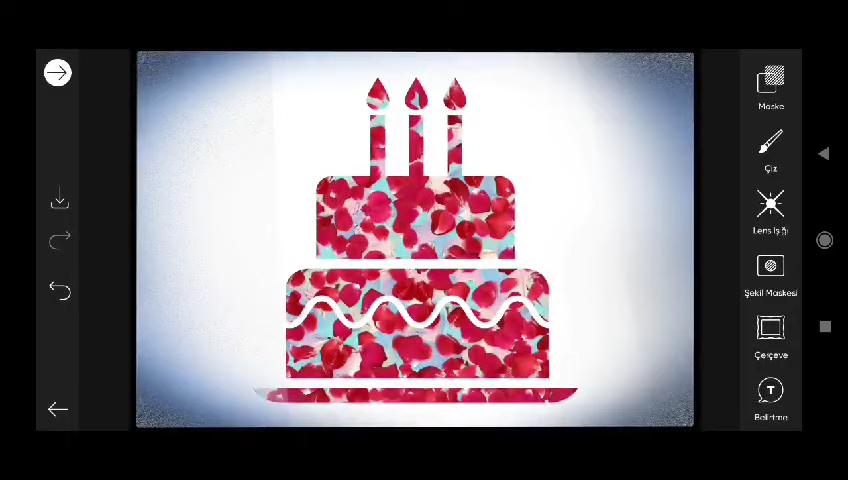 Maske
Çiz
Lens Işığı
Şekil Maskesi
Çerçeve
T
Belirtme